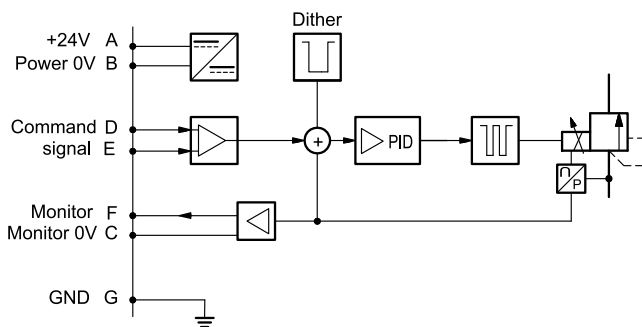 Dither
+24V A
Power 0V B
Command D
signal E
+
PID
U
P
Monitor F
Monitor 0V C
GND G